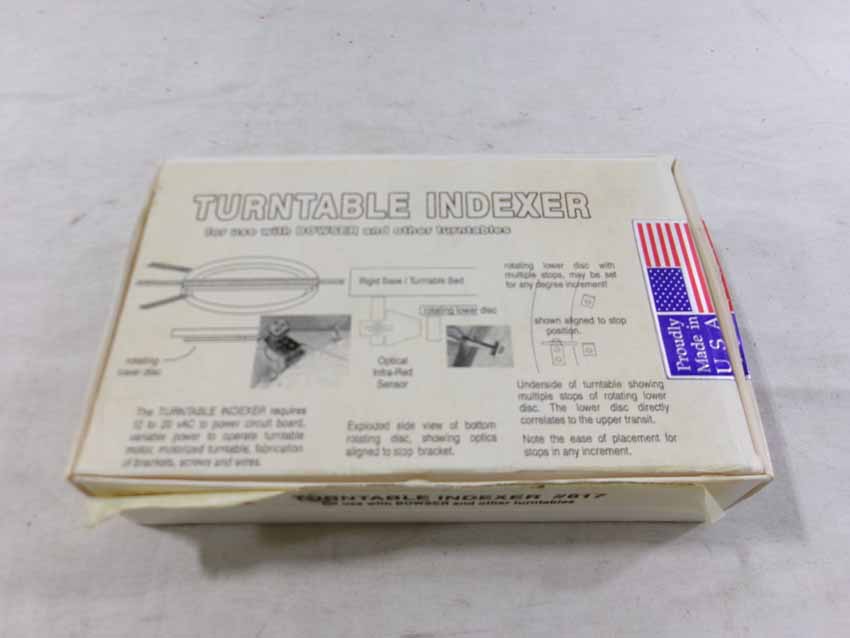 TURNTABLE INDEXER
for use with BOWSER and other turntables
Rigid Base / Turntable Bed
rotating lower disc
rotating
lower disc
Optical
Infra-Red
Sensor
rotating lower disc with
multiple stops, may be set
for any degree increment!
shown aligned to stop
position.
Proudly
Made in
U.S.A
The TURNTABLE INDEXER requires
12 to 20 VAC to power circuit board,
variable power to operate turntable
motor, motorized turntable, fabrication
of brackets, screws and wires.
Exploded side view of bottom
rotating disc, showing optics
aligned to stop bracket.
Underside of turntable showing
multiple stops of rotating lower
disc. The lower disc directly
correlates to the upper transit.
Note the ease of placement for
stops in any increment.
TURNTABLE INDEXER #817
for use with BOWSER and other turntables